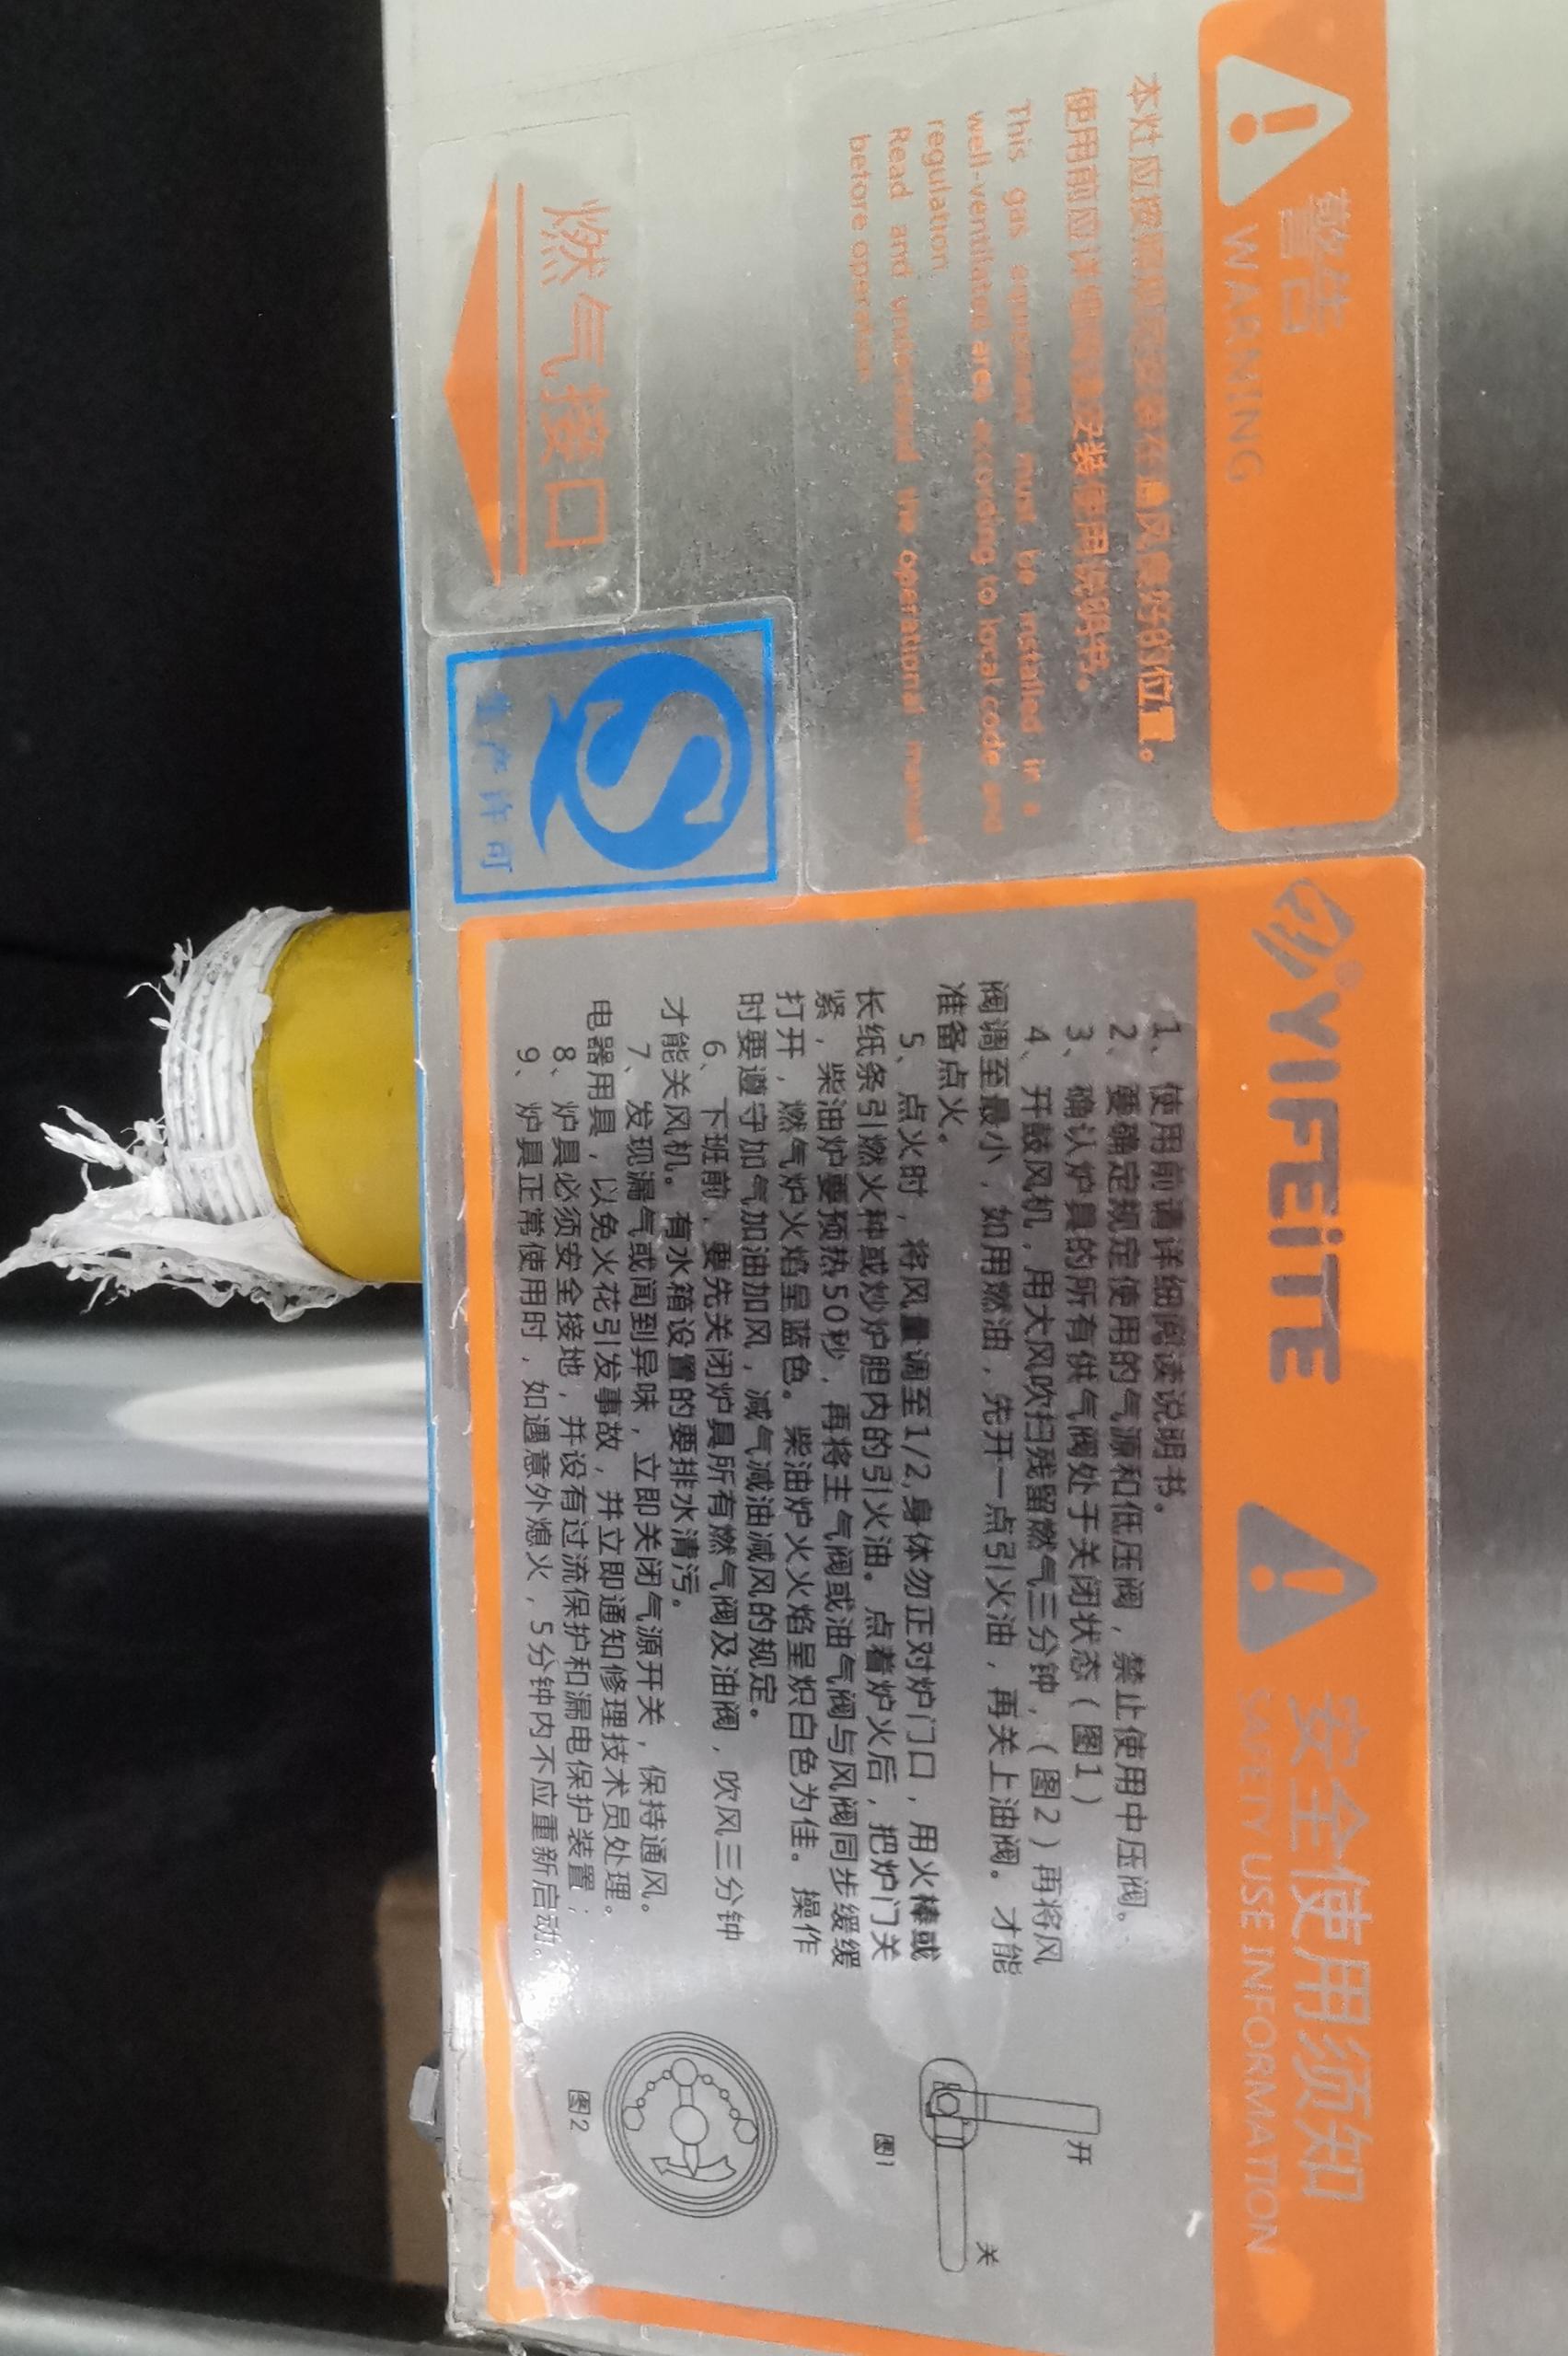 警告
WARNING
本灶应按照规定安装在通风良好的位置。
使用前应详细阅读安装使用说明书。
This gas equipment must be installed in a
well-ventilated area according to local code and
regulation.
Read and understand the operational manual
before operation.
燃气接口
生产许可
YIFEiTE
安全使用须知
SAFETY USE INFORMATION
1、使用前请详细阅读说明书。
2、要确定规定使用的气源和低压阀，禁止使用中压阀。
3、确认炉具的所有供气阀处于关闭状态（图1）
4、开鼓风机，用大风吹扫残留燃气三分钟，（图2）再将风
阀调至最小，如用燃油，先开一点引火油，再关上油阀。才能
准备点火。
5、点火时，将风量调至1/2,身体勿正对炉门口，用火棒或
长纸条引燃火种或炒炉胆内的引火油。点着炉火后，把炉门关
紧，柴油炉要预热50秒，再将主气阀或油气阀与风阀同步缓缓
打开，燃气炉火焰呈蓝色。柴油炉火火焰呈炽白色为佳。操作
时要遵守加气加油加风，减气减油减风的规定。
6、下班前，要先关闭炉具所有燃气阀及油阀，吹风三分钟
才能关风机。有水箱设置的要排水清污。
7、发现漏气或闻到异味，立即关闭气源开关，保持通风。
电器用具，以免火花引发事故，并立即通知修理技术员处理。
8、炉具必须安全接地，并设有过流保护和漏电保护装置；
9、炉具正常使用时，如遇意外熄火，5分钟内不应重新启动。
开
关
图1
图2